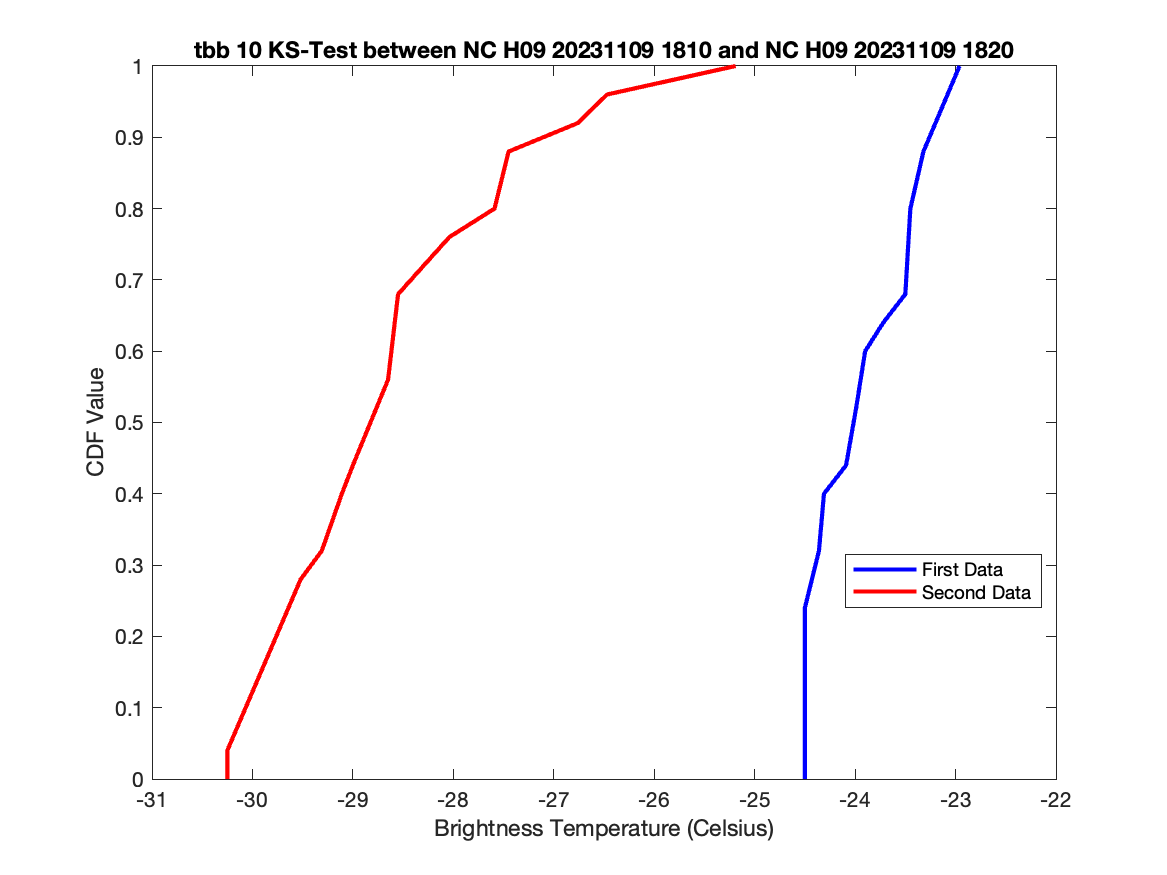 tbb 10 KS-Test between NC H09 20231109 1810 and NC H09 20231109 1820
1
0.9
0.8
0.7
0.6
0.5
0.4
0.3
0.2
0.1
0
CDF Value
First Data
Second Data
-31 -30 -29 -28 -27 -26 -25 -24 -23 -22
Brightness Temperature (Celsius)